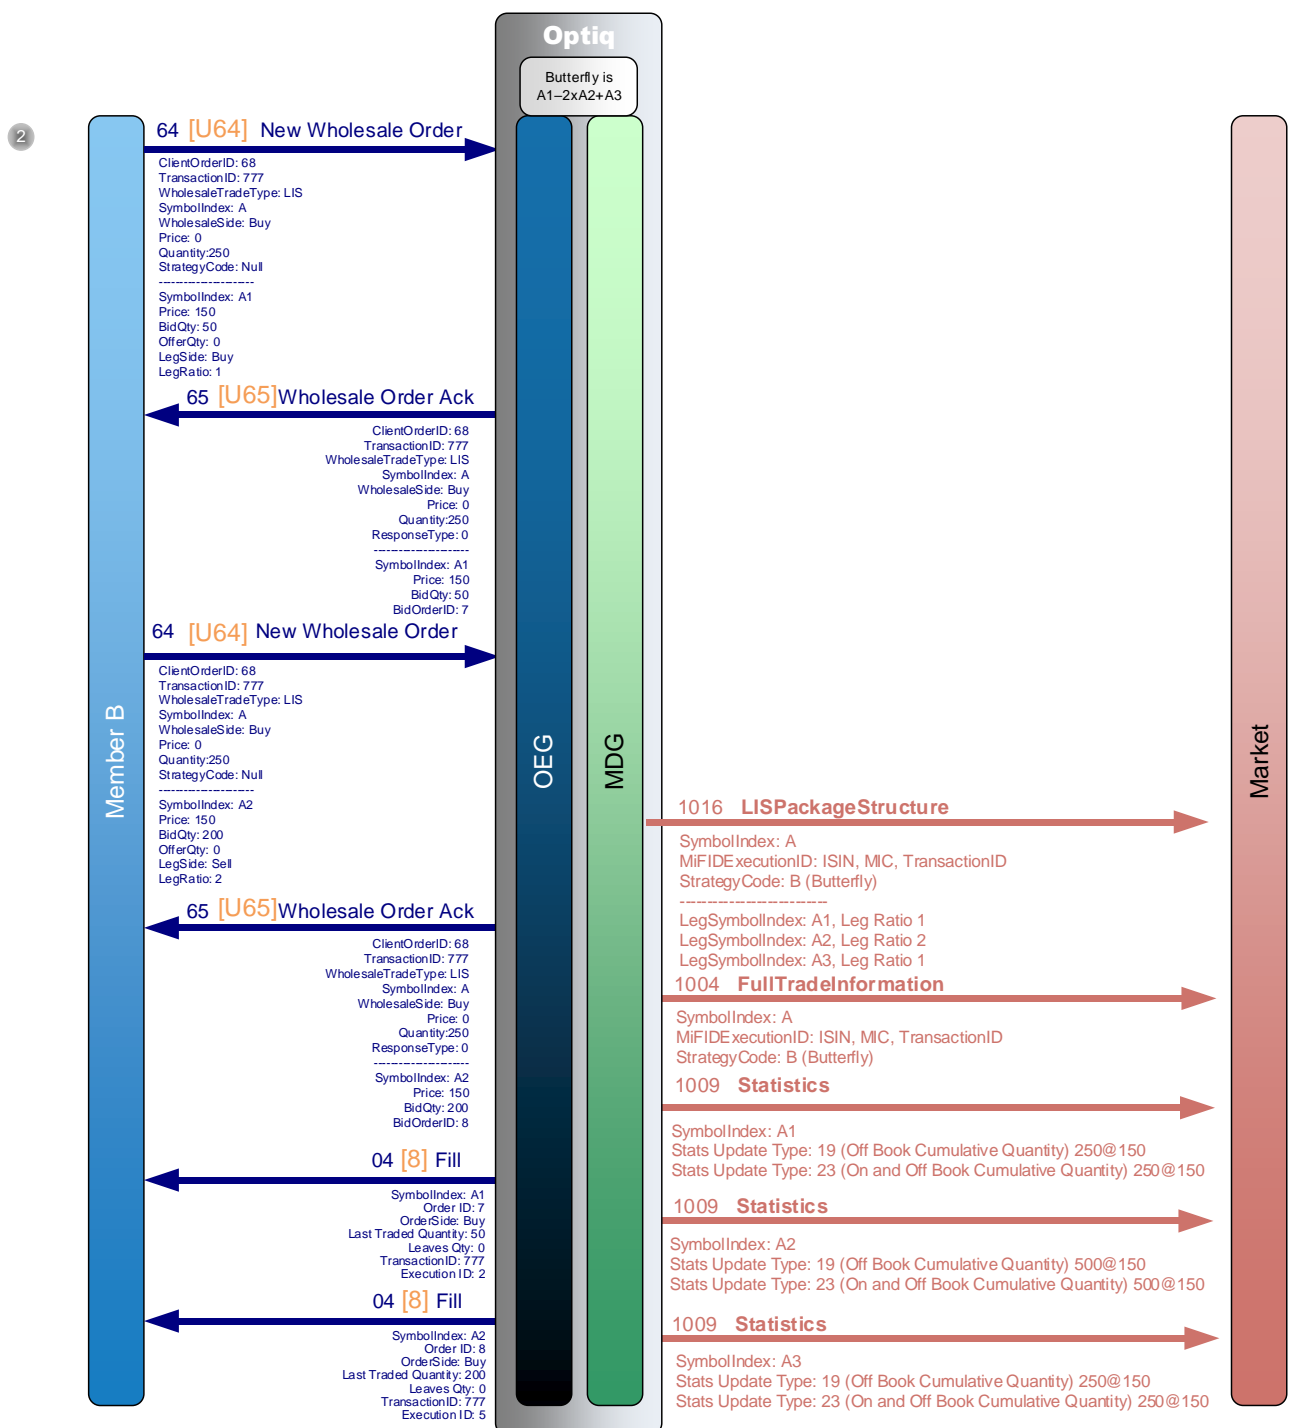 Optiq
Butterfly is
A1–2xA2+A3
2
64 [U64] New Wholesale Order
ClientOrderID: 68
TransactionID: 777
WholesaleTradeType: LIS
SymbolIndex: A
WholesaleSide: Buy
Price: 0
Quantity:250
StrategyCode: Null
-----------------------
SymbolIndex: A1
Price: 150
BidQty: 50
OfferQty: 0
LegSide: Buy
LegRatio: 1
65 [U65]Wholesale Order Ack
ClientOrderID: 68
TransactionID: 777
WholesaleTradeType: LIS
SymbolIndex: A
WholesaleSide: Buy
Price: 0
Quantity:250
ResponseType: 0
-----------------------
SymbolIndex: A1
Price: 150
BidQty: 50
BidOrderID: 7
64 [U64] New Wholesale Order
ClientOrderID: 68
TransactionID: 777
WholesaleTradeType: LIS
SymbolIndex: A
WholesaleSide: Buy
Price: 0
Quantity:250
StrategyCode: Null
-----------------------
SymbolIndex: A2
Price: 150
BidQty: 200
OfferQty: 0
LegSide: Sell
LegRatio: 2
65 [U65]Wholesale Order Ack
ClientOrderID: 68
TransactionID: 777
WholesaleTradeType: LIS
SymbolIndex: A
WholesaleSide: Buy
Price: 0
Quantity:250
ResponseType: 0
-----------------------
SymbolIndex: A2
Price: 150
BidQty: 200
BidOrderID: 8
04 [8] Fill
SymbolIndex: A1
Order ID: 7
OrderSide: Buy
Last Traded Quantity: 50
Leaves Qty: 0
TransactionID: 777
Execution ID: 2
04 [8] Fill
SymbolIndex: A2
Order ID: 8
OrderSide: Buy
Last Traded Quantity: 200
Leaves Qty: 0
TransactionID: 777
Execution ID: 5
Member B
OEG
MDG
Market
1016 LISPackageStructure
SymbolIndex: A
MiFIDExecutionID: ISIN, MIC, TransactionID
StrategyCode: B (Butterfly)
---------------------------
LegSymbolIndex: A1, Leg Ratio 1
LegSymbolIndex: A2, Leg Ratio 2
LegSymbolIndex: A3, Leg Ratio 1
1004 FullTradeInformation
SymbolIndex: A
MiFIDExecutionID: ISIN, MIC, TransactionID
StrategyCode: B (Butterfly)
1009 Statistics
SymbolIndex: A1
Stats Update Type: 19 (Off Book Cumulative Quantity) 250@150
Stats Update Type: 23 (On and Off Book Cumulative Quantity) 250@150
1009 Statistics
SymbolIndex: A2
Stats Update Type: 19 (Off Book Cumulative Quantity) 500@150
Stats Update Type: 23 (On and Off Book Cumulative Quantity) 500@150
1009 Statistics
SymbolIndex: A3
Stats Update Type: 19 (Off Book Cumulative Quantity) 250@150
Stats Update Type: 23 (On and Off Book Cumulative Quantity) 250@150